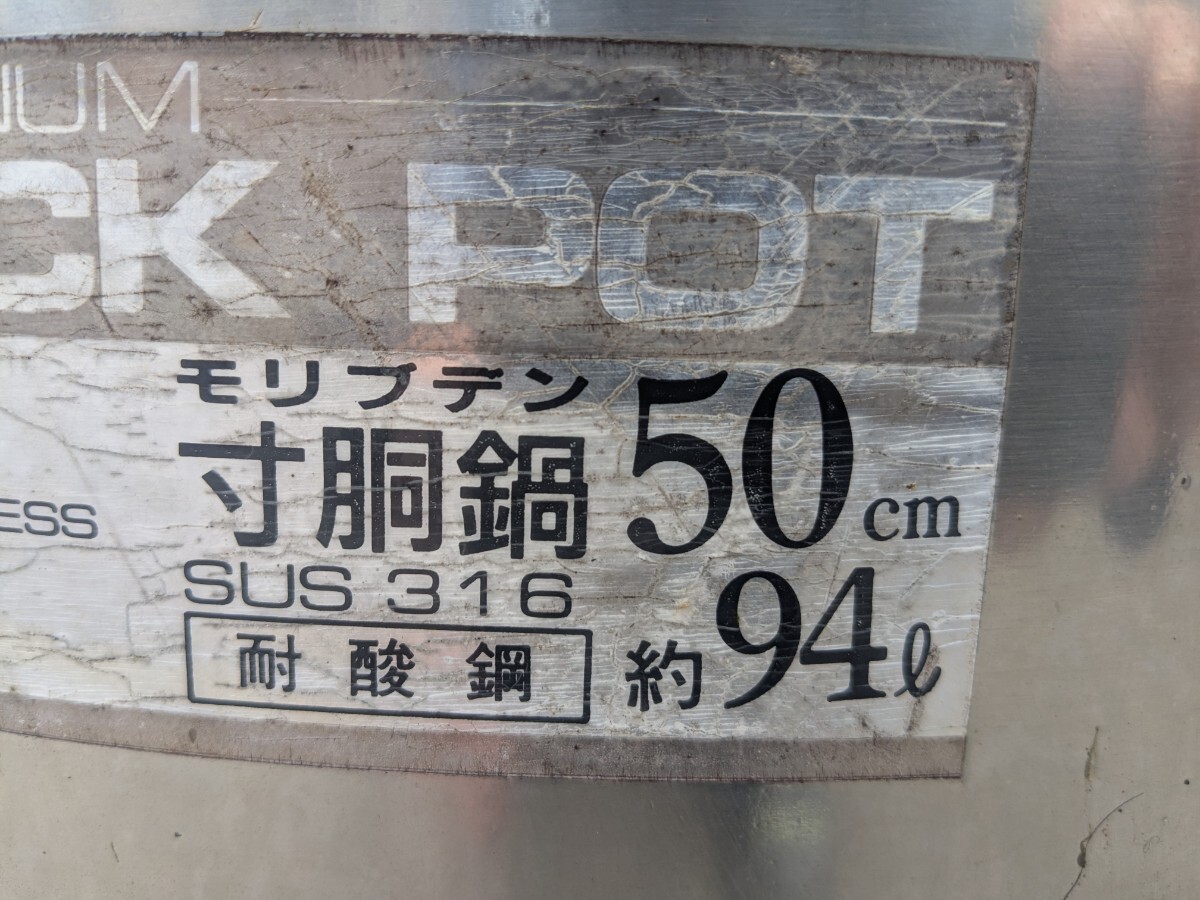 NUM
CK POT
モリブデン
寸胴鍋 50cm
ESS
SUS 316
耐酸鋼 約94ℓ